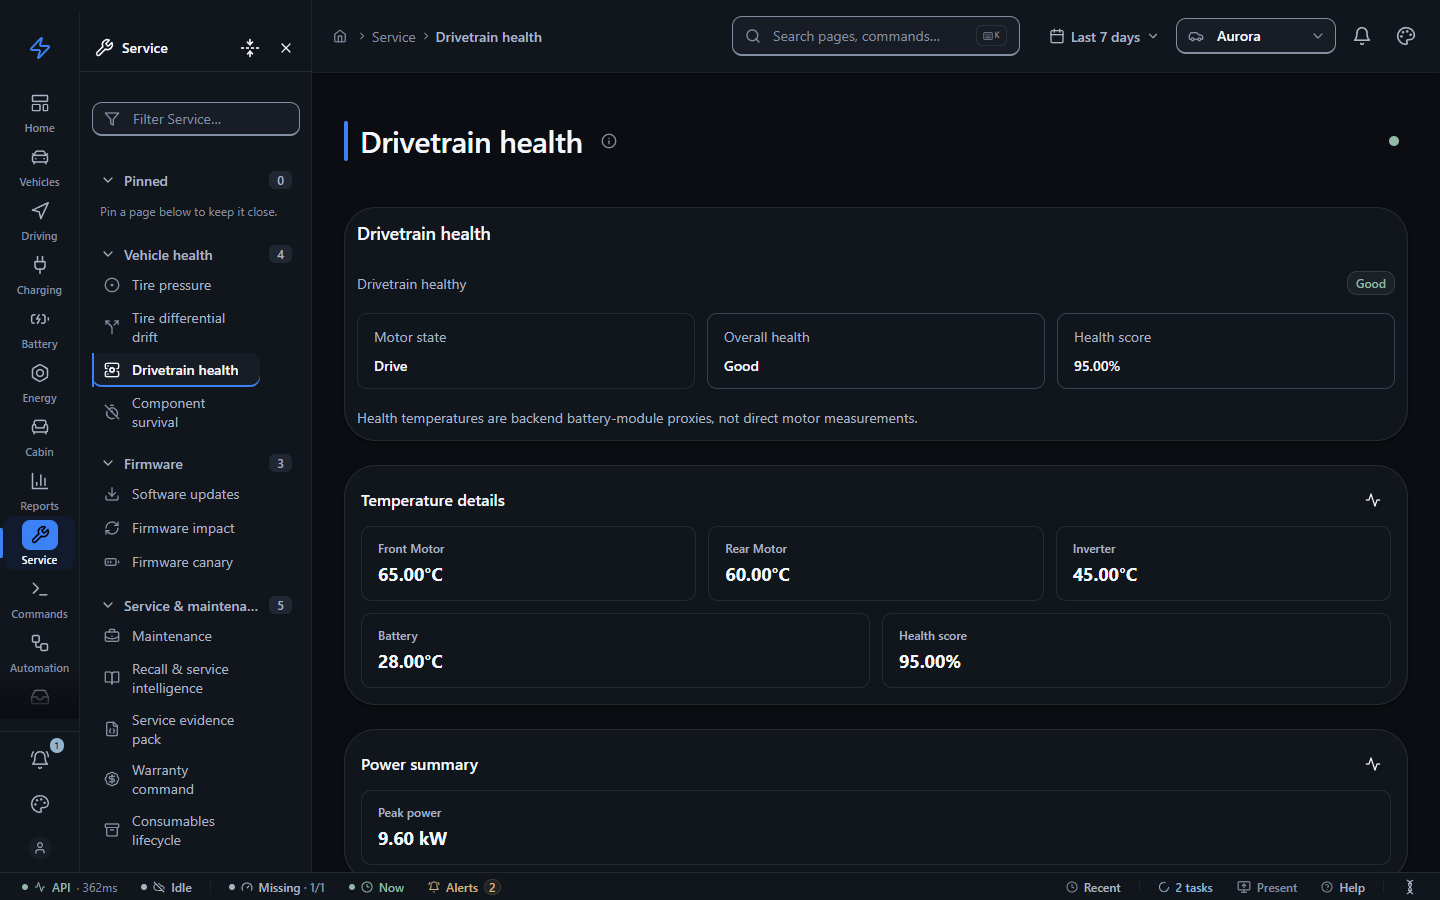 Service
Service
Drivetrain health
Search pages, commands...
K
Last 7 days
Aurora
Home
Vehicles
Driving
Charging
Battery
Energy
Cabin
Reports
Service
Commands
Automation
1
Filter Service...
Pinned
0
Pin a page below to keep it close.
Vehicle health
4
Tire pressure
Tire differential
drift
Drivetrain health
Component
survival
Firmware
3
Software updates
Firmware impact
Firmware canary
Service & maintena...
5
Maintenance
Recall & service
intelligence
Service evidence
pack
Warranty
command
Consumables
lifecycle
Drivetrain health
Drivetrain health
Drivetrain healthy
Good
Motor state
Drive
Overall health
Good
Health score
95.00%
Health temperatures are backend battery-module proxies, not direct motor measurements.
Temperature details
Front Motor
65.00°C
Rear Motor
60.00°C
Inverter
45.00°C
Battery
28.00°C
Health score
95.00%
Power summary
Peak power
9.60 kW
API · 362ms
Idle
Missing · 1/1
Now
Alerts 2
Recent
2 tasks
Present
Help